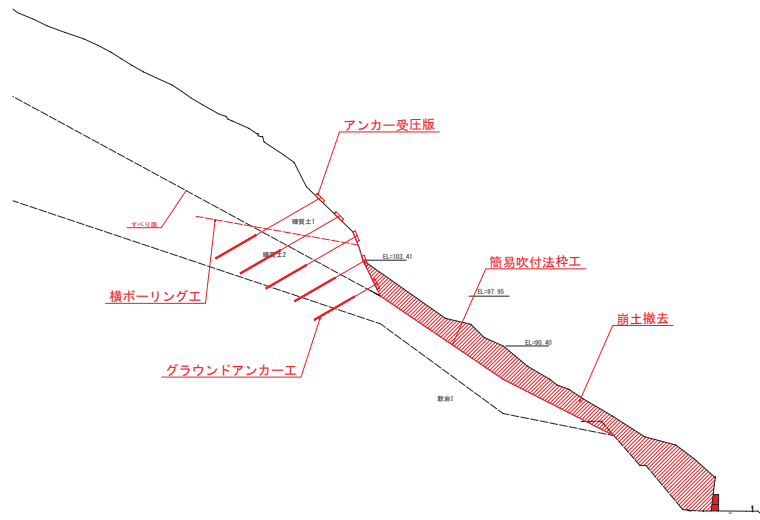 アンカー受圧版
すべり面
礫質土1
礫質土2
EL=103.41
簡易吹付法枠工
EL=97.95
横ボーリング工
崩土撤去
EL=90.40
グラウンドアンカー工
軟岩I